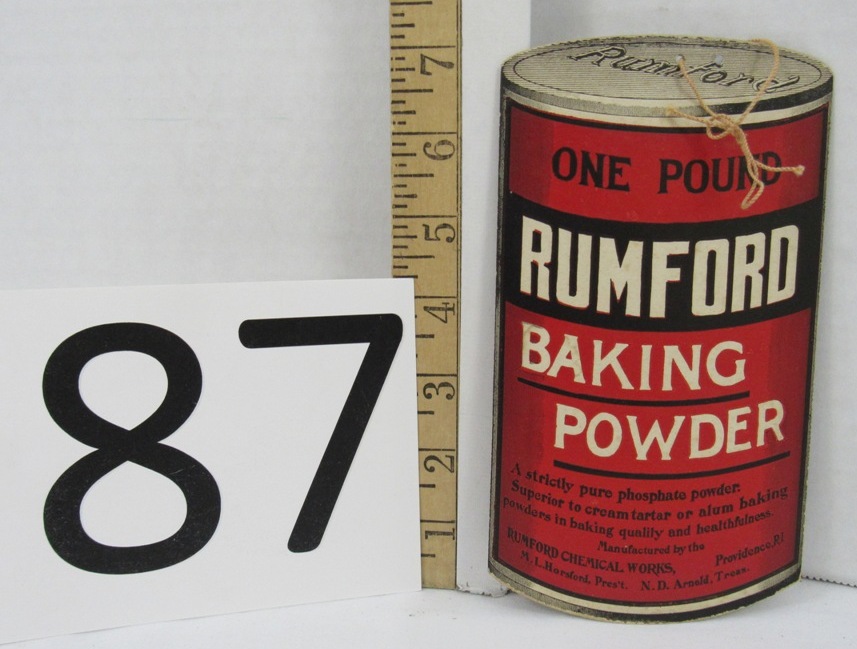 87
7
6
5
4
3
2
1
Rumford
ONE POUND
RUMFORD
BAKING
POWDER
A strictly pure phosphate powder.
Superior to cream tartar or alum baking
powders in baking quality and healthfulness.
Manufactured by the
RUMFORD CHEMICAL WORKS, Providence, R.I.
M. L. Horsford, Pres't. N. D. Arnold, Treas.